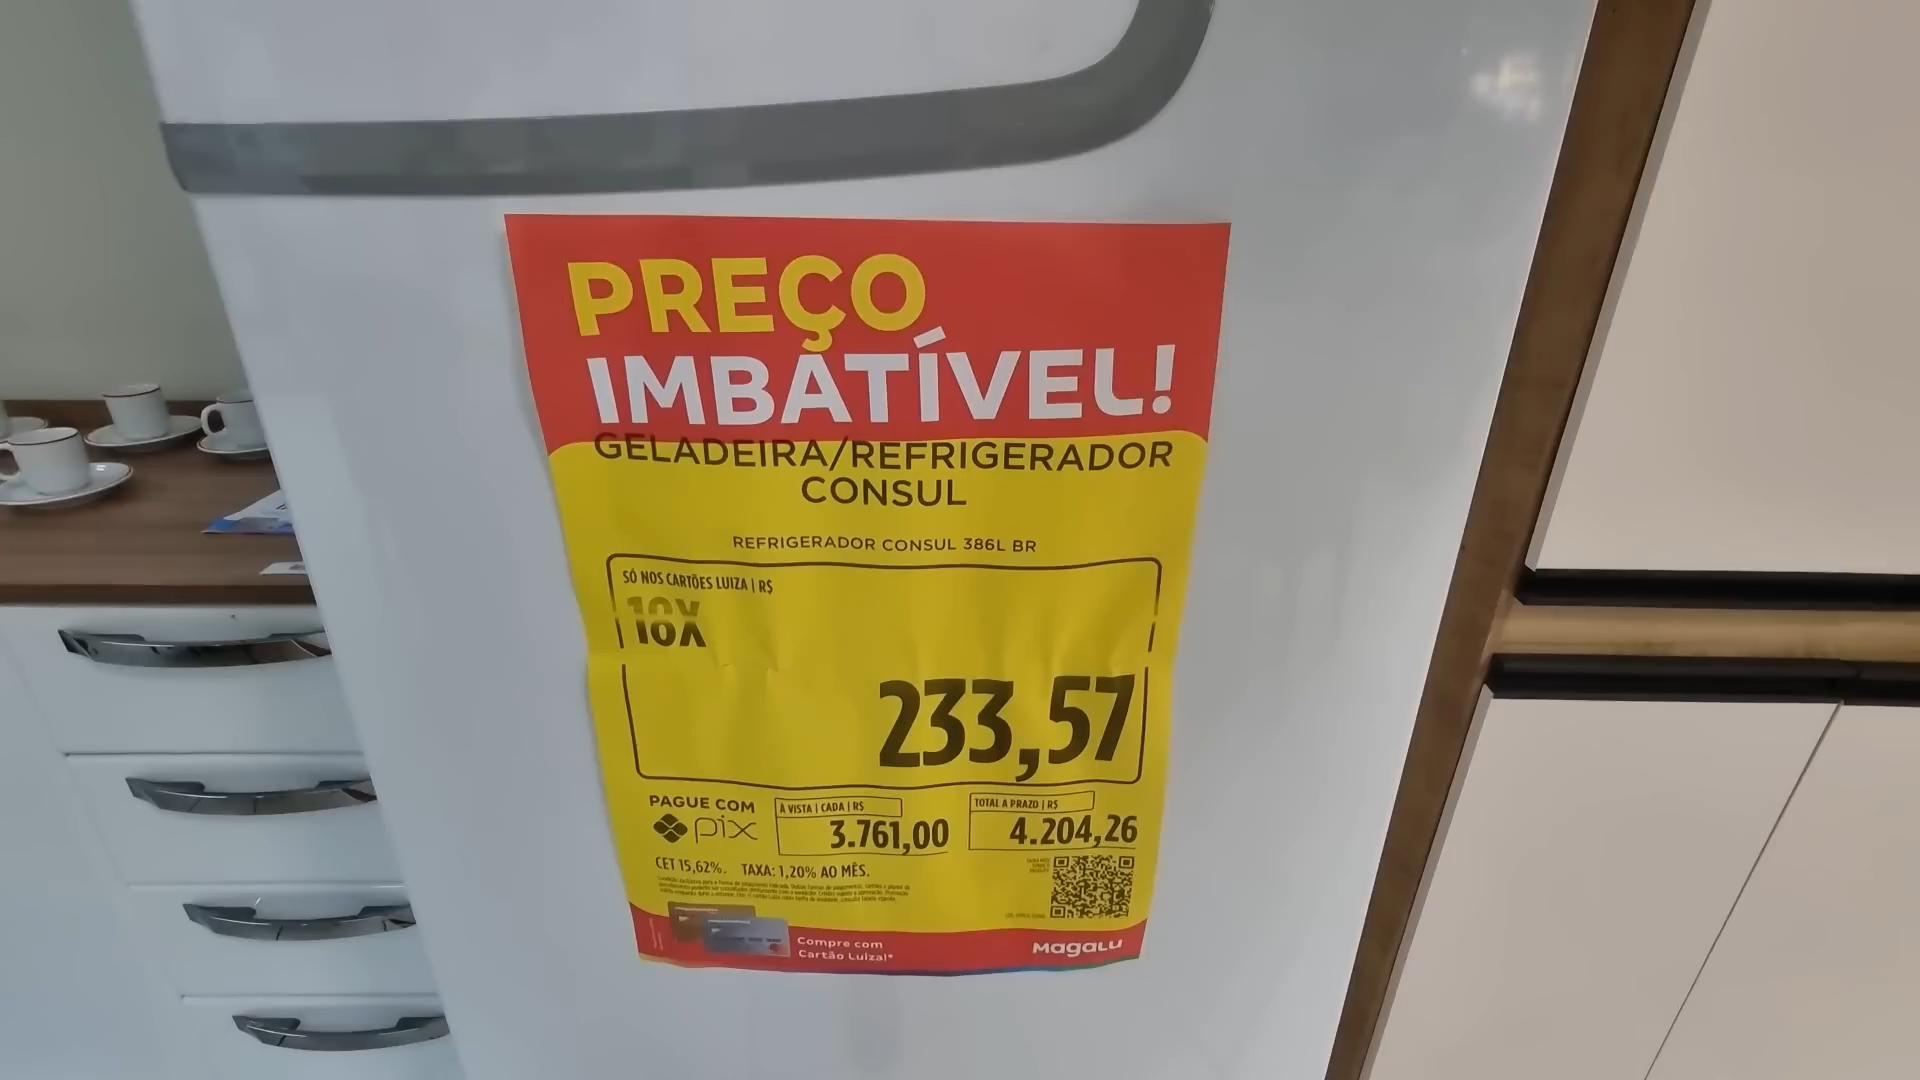 PREÇO
IMBATÍVEL!
GELADEIRA/REFRIGERADOR
CONSUL
REFRIGERADOR CONSUL 386L BR
SÓ NOS CARTÕES LUIZA | R$
18X
233,57
PAGUE COM
pix
À VISTA | CADA | R$
3.761,00
TOTAL A PRAZO | R$
4.204,26
CET 15,62%. TAXA: 1,20% AO MÊS.
Compre com
Cartão Luiza!*
Magalu